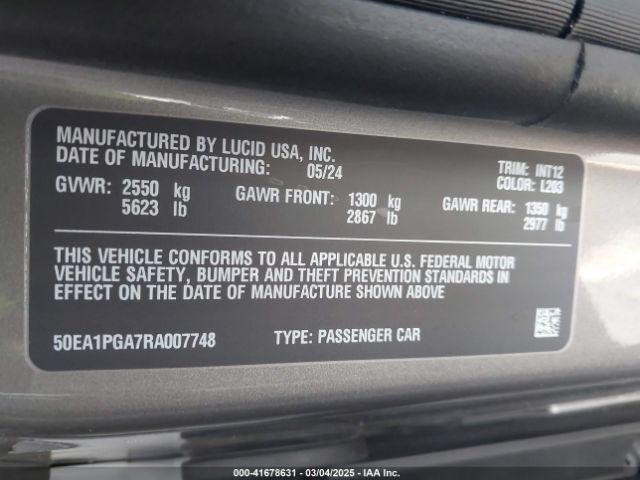 MANUFACTURED BY LUCID USA, INC.
DATE OF MANUFACTURING: 05/24
TRIM: INT12
COLOR: L203
GVWR: 2550 kg
5623 lb
GAWR FRONT: 1300 kg
2867 lb
GAWR REAR: 1350 kg
2977 lb
THIS VEHICLE CONFORMS TO ALL APPLICABLE U.S. FEDERAL MOTOR
VEHICLE SAFETY, BUMPER AND THEFT PREVENTION STANDARDS IN
EFFECT ON THE DATE OF MANUFACTURE SHOWN ABOVE
50EA1PGA7RA007748 TYPE: PASSENGER CAR
000-41678631 | 03/04/2025 | IAA Inc.